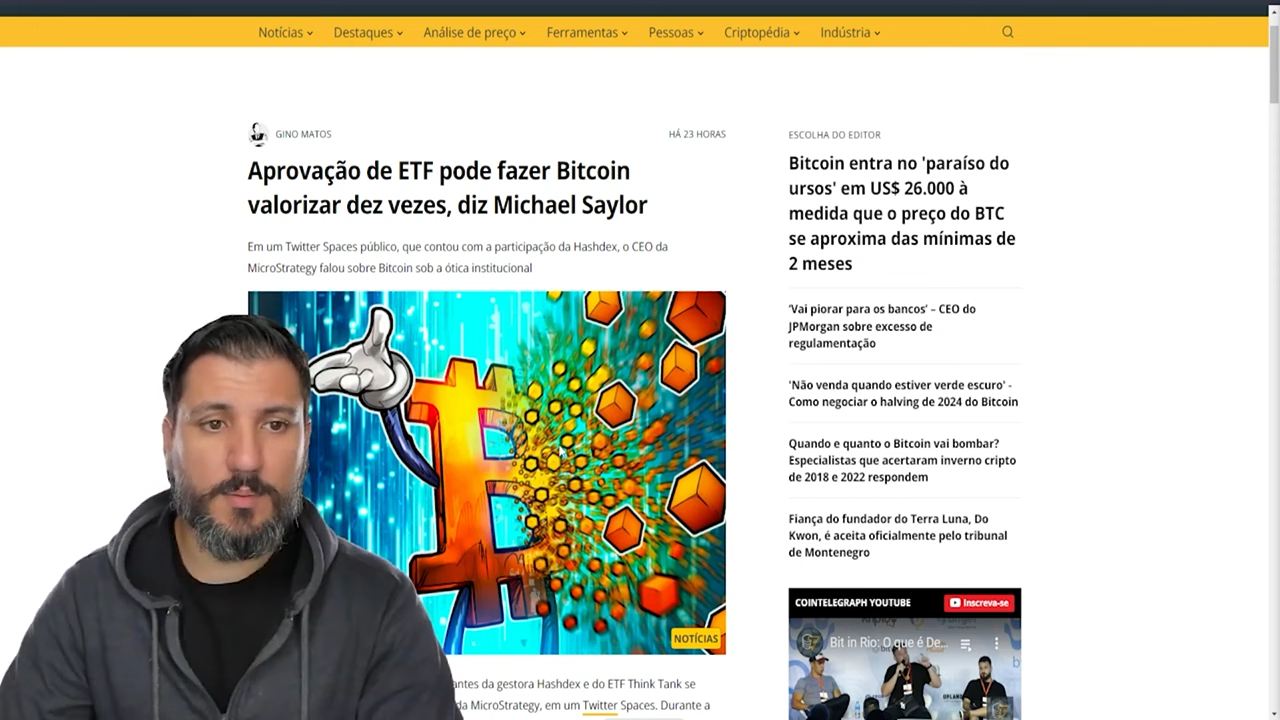 Notícias Destaques Análise de preço Ferramentas Pessoas Criptopédia Indústria
GINO MATOS
HÁ 23 HORAS
Aprovação de ETF pode fazer Bitcoin
valorizar dez vezes, diz Michael Saylor
Em um Twitter Spaces público, que contou com a participação da Hashdex, o CEO da
MicroStrategy falou sobre Bitcoin sob a ótica institucional
NOTÍCIAS
antes da gestora Hashdex e do ETF Think Tank se
da MicroStrategy, em um Twitter Spaces. Durante a
ESCOLHA DO EDITOR
Bitcoin entra no 'paraíso do
ursos' em US$ 26.000 à
medida que o preço do BTC
se aproxima das mínimas de
2 meses
‘Vai piorar para os bancos’ – CEO do
JPMorgan sobre excesso de
regulamentação
'Não venda quando estiver verde escuro' -
Como negociar o halving de 2024 do Bitcoin
Quando e quanto o Bitcoin vai bombar?
Especialistas que acertaram inverno cripto
de 2018 e 2022 respondem
Fiança do fundador do Terra Luna, Do
Kwon, é aceita oficialmente pelo tribunal
de Montenegro
COINTELEGRAPH YOUTUBE
Inscreva-se
Bit in Rio: O que é De...
UPLAND